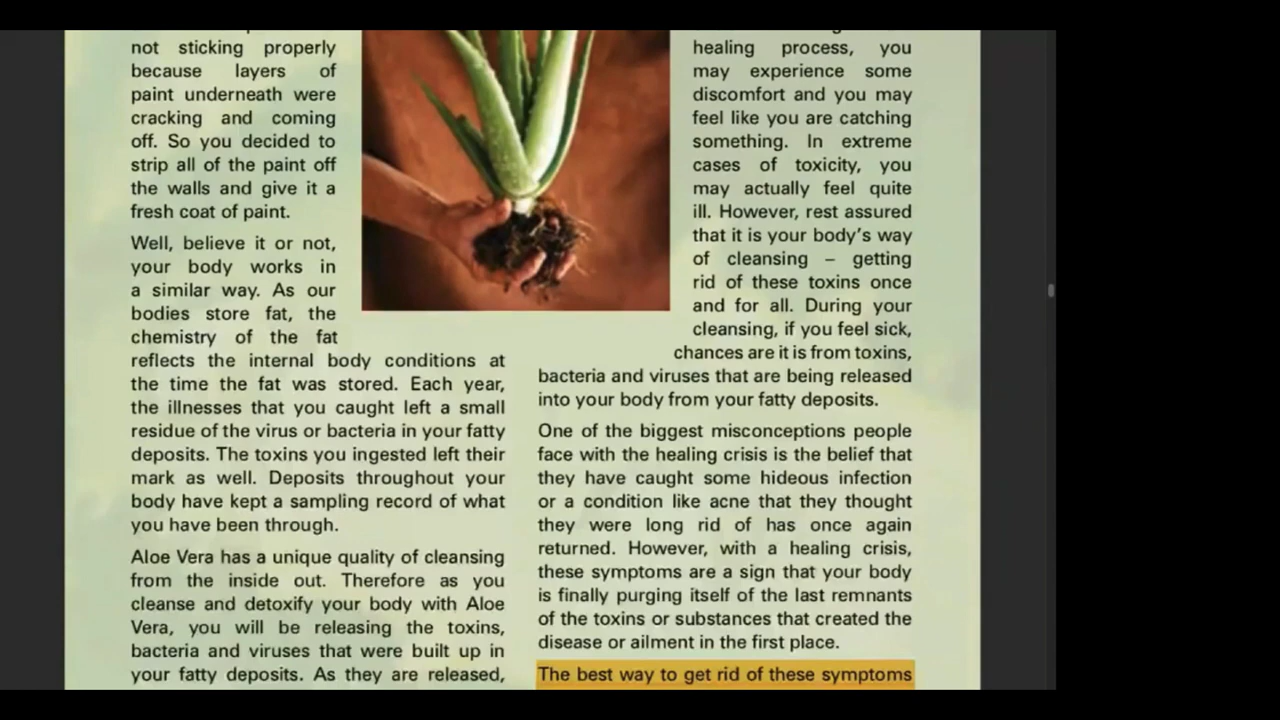 not sticking properly
because layers of
paint underneath were
cracking and coming
off. So you decided to
strip all of the paint off
the walls and give it a
fresh coat of paint.
Well, believe it or not,
your body works in
a similar way. As our
bodies store fat, the
chemistry of the fat
reflects the internal body conditions at
the time the fat was stored. Each year,
the illnesses that you caught left a small
residue of the virus or bacteria in your fatty
deposits. The toxins you ingested left their
mark as well. Deposits throughout your
body have kept a sampling record of what
you have been through.
Aloe Vera has a unique quality of cleansing
from the inside out. Therefore as you
cleanse and detoxify your body with Aloe
Vera, you will be releasing the toxins,
bacteria and viruses that were built up in
your fatty deposits. As they are released,
healing process, you
may experience some
discomfort and you may
feel like you are catching
something. In extreme
cases of toxicity, you
may actually feel quite
ill. However, rest assured
that it is your body's way
of cleansing – getting
rid of these toxins once
and for all. During your
cleansing, if you feel sick,
chances are it is from toxins,
bacteria and viruses that are being released
into your body from your fatty deposits.
One of the biggest misconceptions people
face with the healing crisis is the belief that
they have caught some hideous infection
or a condition like acne that they thought
they were long rid of has once again
returned. However, with a healing crisis,
these symptoms are a sign that your body
is finally purging itself of the last remnants
of the toxins or substances that created the
disease or ailment in the first place.
The best way to get rid of these symptoms